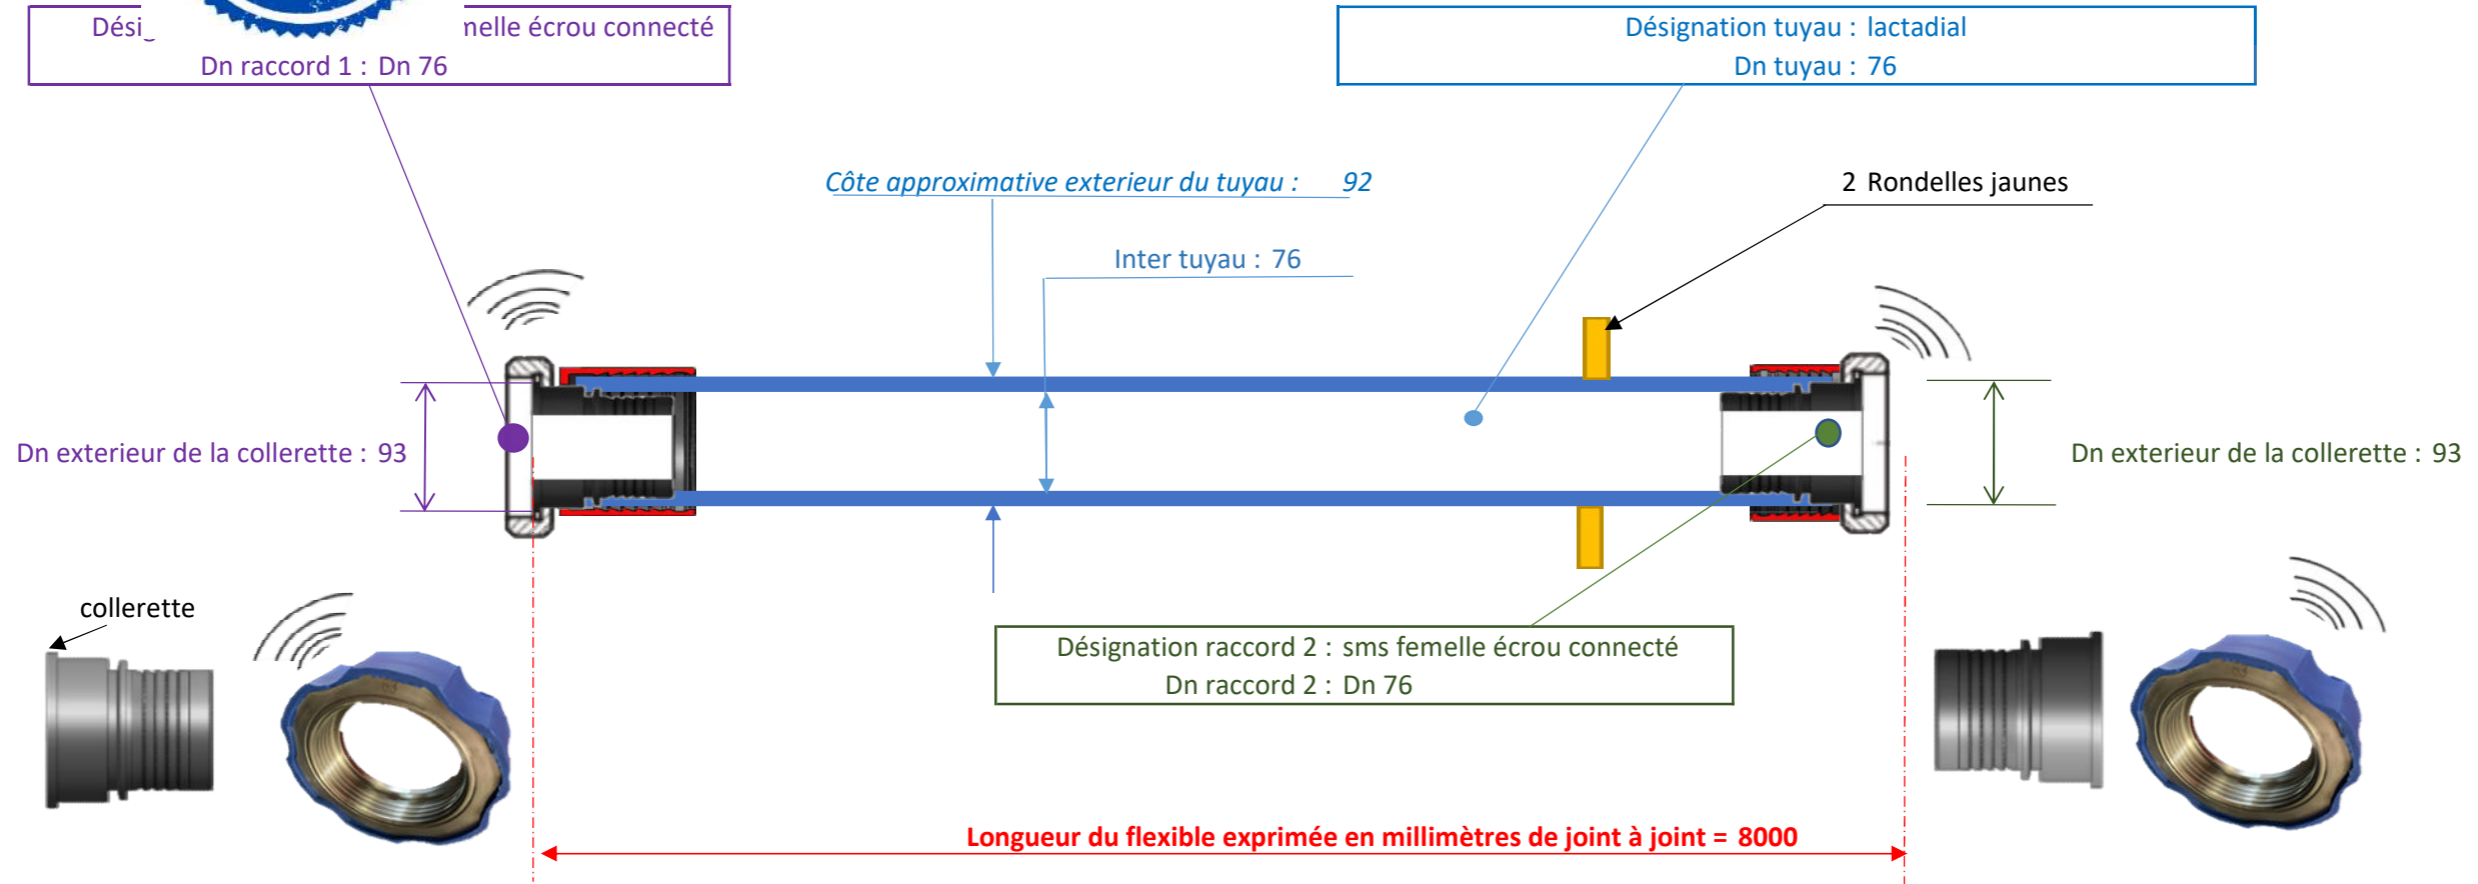 melle écrou connecté
Dn raccord 1 : Dn 76
Désignation tuyau : lactadial
Dn tuyau : 76
Côte approximative exterieur du tuyau : 92
2 Rondelles jaunes
Inter tuyau : 76
Dn exterieur de la collerette : 93
Dn exterieur de la collerette : 93
collerette
Désignation raccord 2 : sms femelle écrou connecté
Dn raccord 2 : Dn 76
Longueur du flexible exprimée en millimètres de joint à joint = 8000